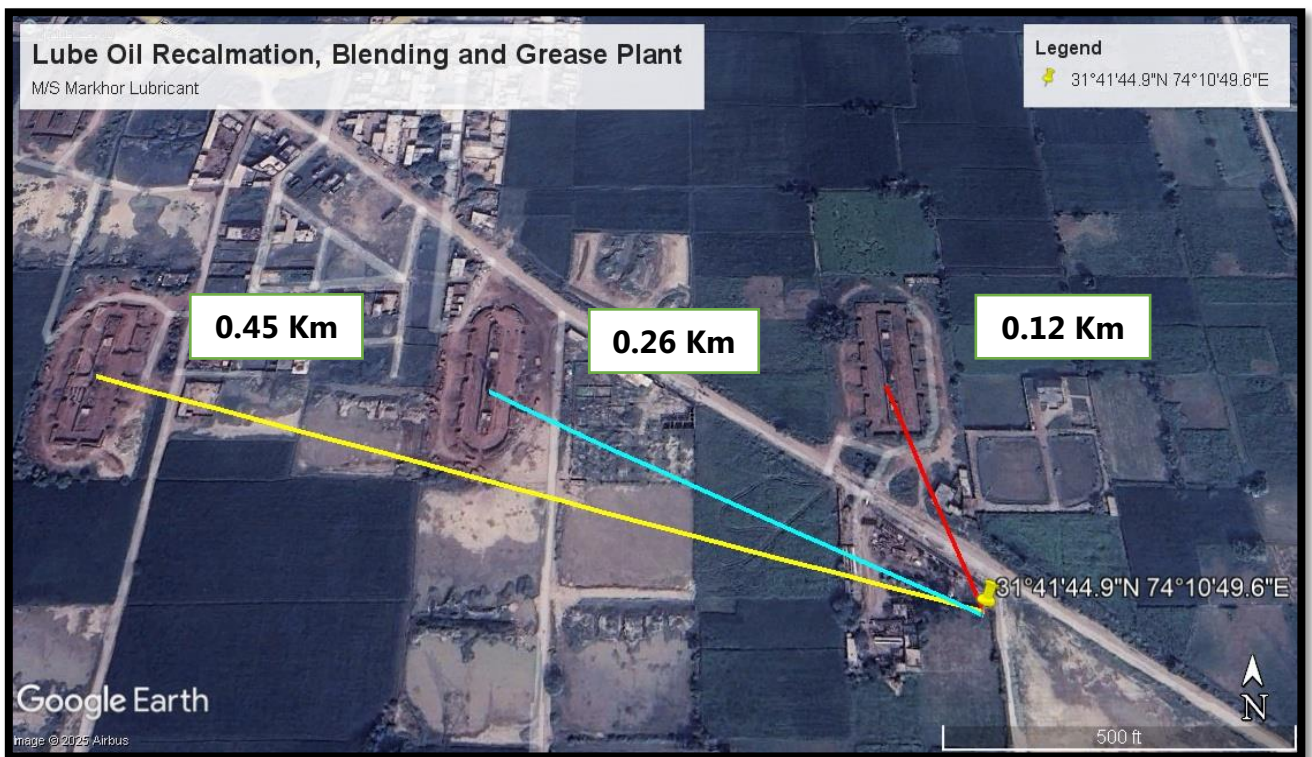 Lube Oil Recalmation, Blending and Grease Plant
M/S Markhor Lubricant
Legend
31°41'44.9"N 74°10'49.6"E
0.45 Km
0.26 Km
0.12 Km
31°41'44.9"N 74°10'49.6"E
Google Earth
mage © 2025 Airbus
N
500 ft